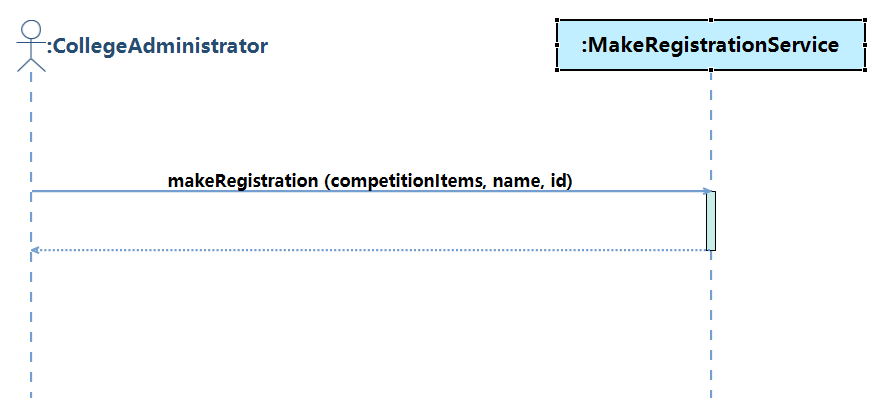 :CollegeAdministrator
:MakeRegistrationService
makeRegistration (competitionItems, name, id)